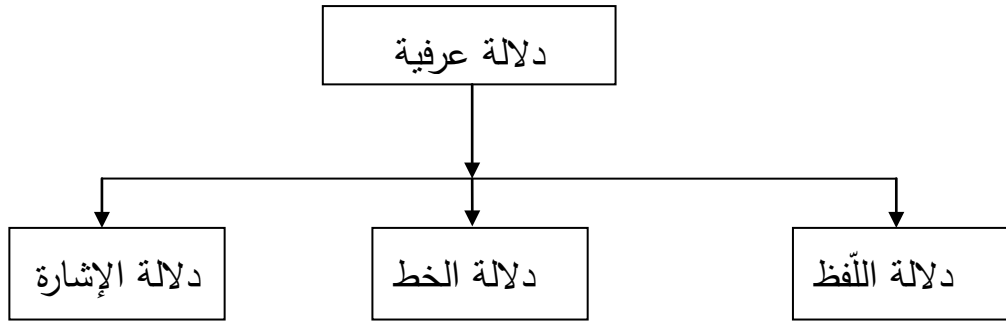 دلالة عرفية
دلالة اللّفظ
دلالة الخط
دلالة الإشارة